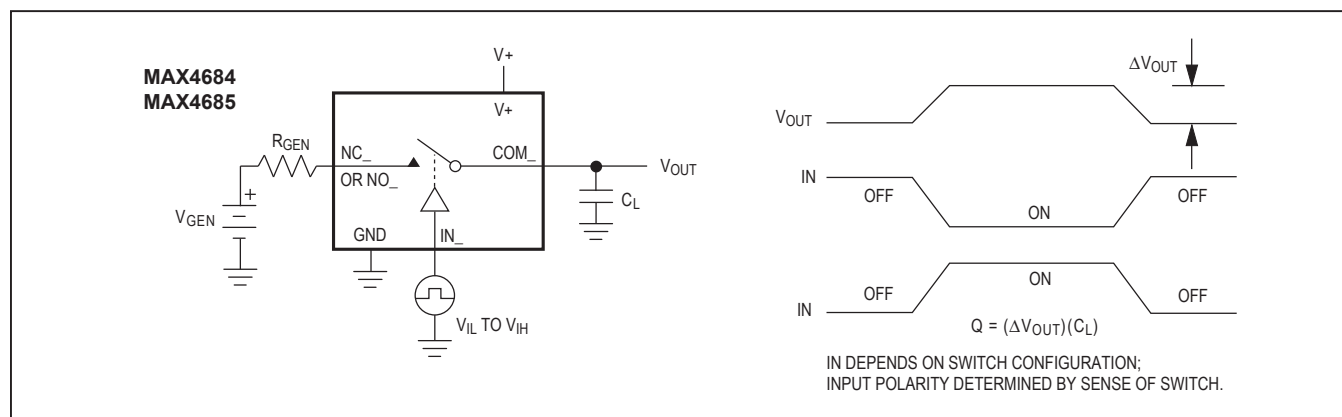 MAX4684
MAX4685
V+
V+
RGEN
NC_
OR NO_
COM_
VOUT
CL
VGEN
+
GND
IN_
VIL TO VIH
ΔVOUT
VOUT
IN
OFF
ON
OFF
IN
OFF
ON
OFF
Q = (ΔVOUT)(CL)
IN DEPENDS ON SWITCH CONFIGURATION;
INPUT POLARITY DETERMINED BY SENSE OF SWITCH.